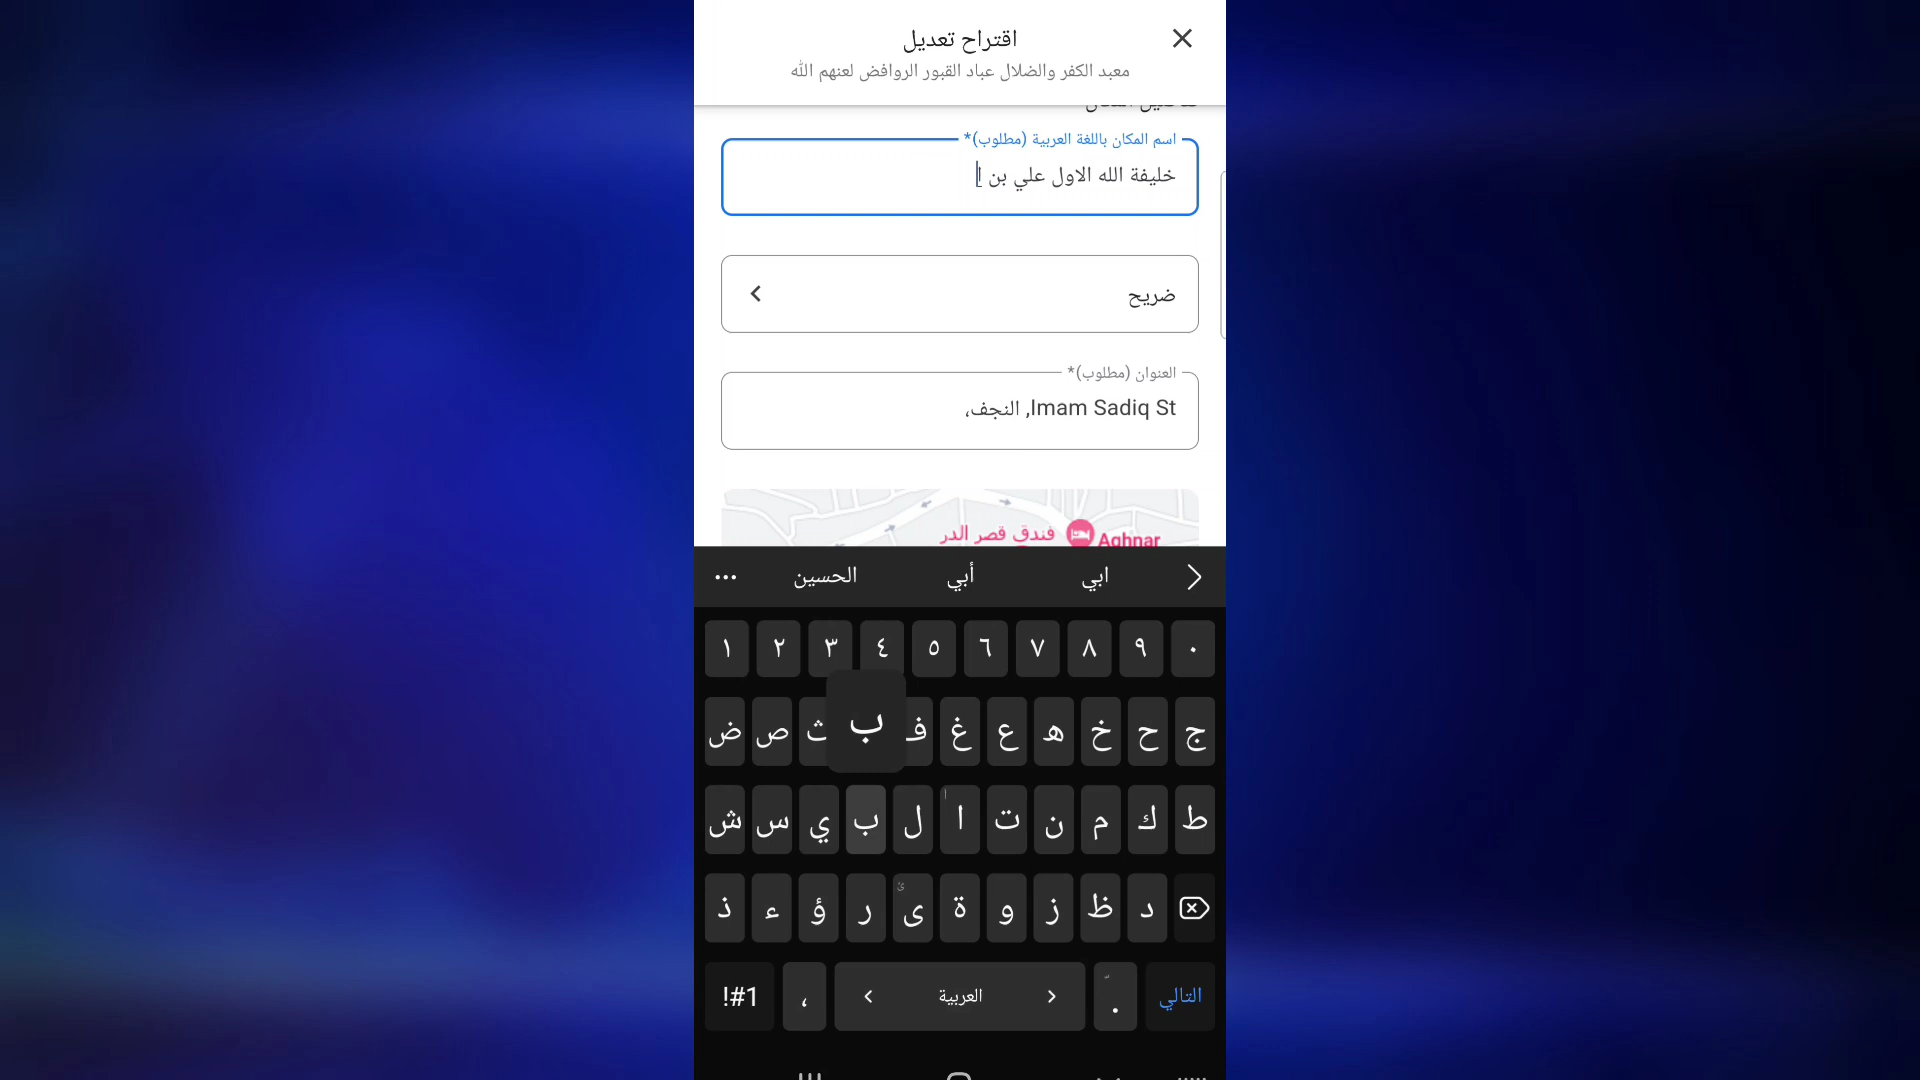 اقتراح تعديل
معبد الكفر والضلال عباد القبور الروافض لعنهم الله
اسم المكان باللغة العربية (مطلوب)*
خليفة الله الاول علي بن ا
ضريح
العنوان (مطلوب)*
Imam Sadiq St, النجف،
فندق قصر الدر
Aghnar
ابي أبي الحسين
١ ٢ ٣ ٤ ٥ ٦ ٧ ٨ ٩ ٠
ض ص ث ب ف غ ع ه خ ح ج
ش س ي ب ل ا ت ن م ك ط
ذ ء ؤ ر ى ة و ز ظ د
!#1 ، العربية . التالي